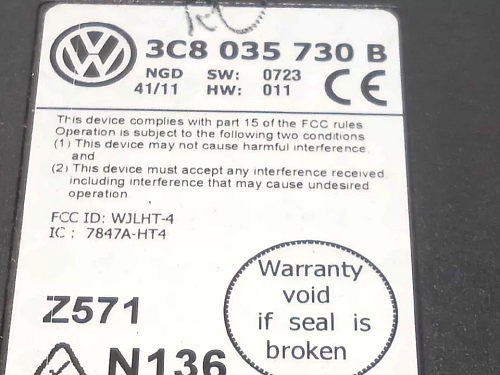 3C8 035 730 B
NGD SW: 0723
41/11 HW: 011
CE
This device complies with part 15 of the FCC rules
Operation is subject to the following two conditions
(1) This device may not cause harmful interference,
and
(2) This device must accept any interference received,
including interference that may cause undesired
operation.
FCC ID: WJLHT-4
IC : 7847A-HT4
Warranty
void
if seal is
broken
Z571
N136